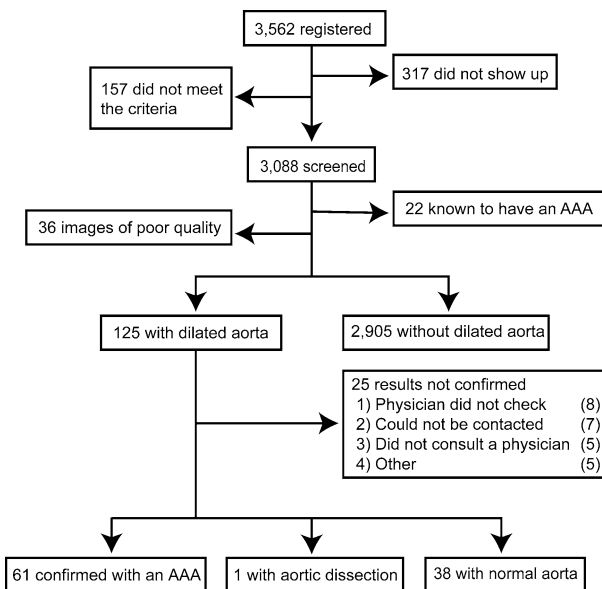 3,562 registered
317 did not show up
157 did not meet
the criteria
3,088 screened
22 known to have an AAA
36 images of poor quality
125 with dilated aorta
2,905 without dilated aorta
25 results not confirmed
1) Physician did not check (8)
2) Could not be contacted (7)
3) Did not consult a physician (5)
4) Other (5)
61 confirmed with an AAA
1 with aortic dissection
38 with normal aorta